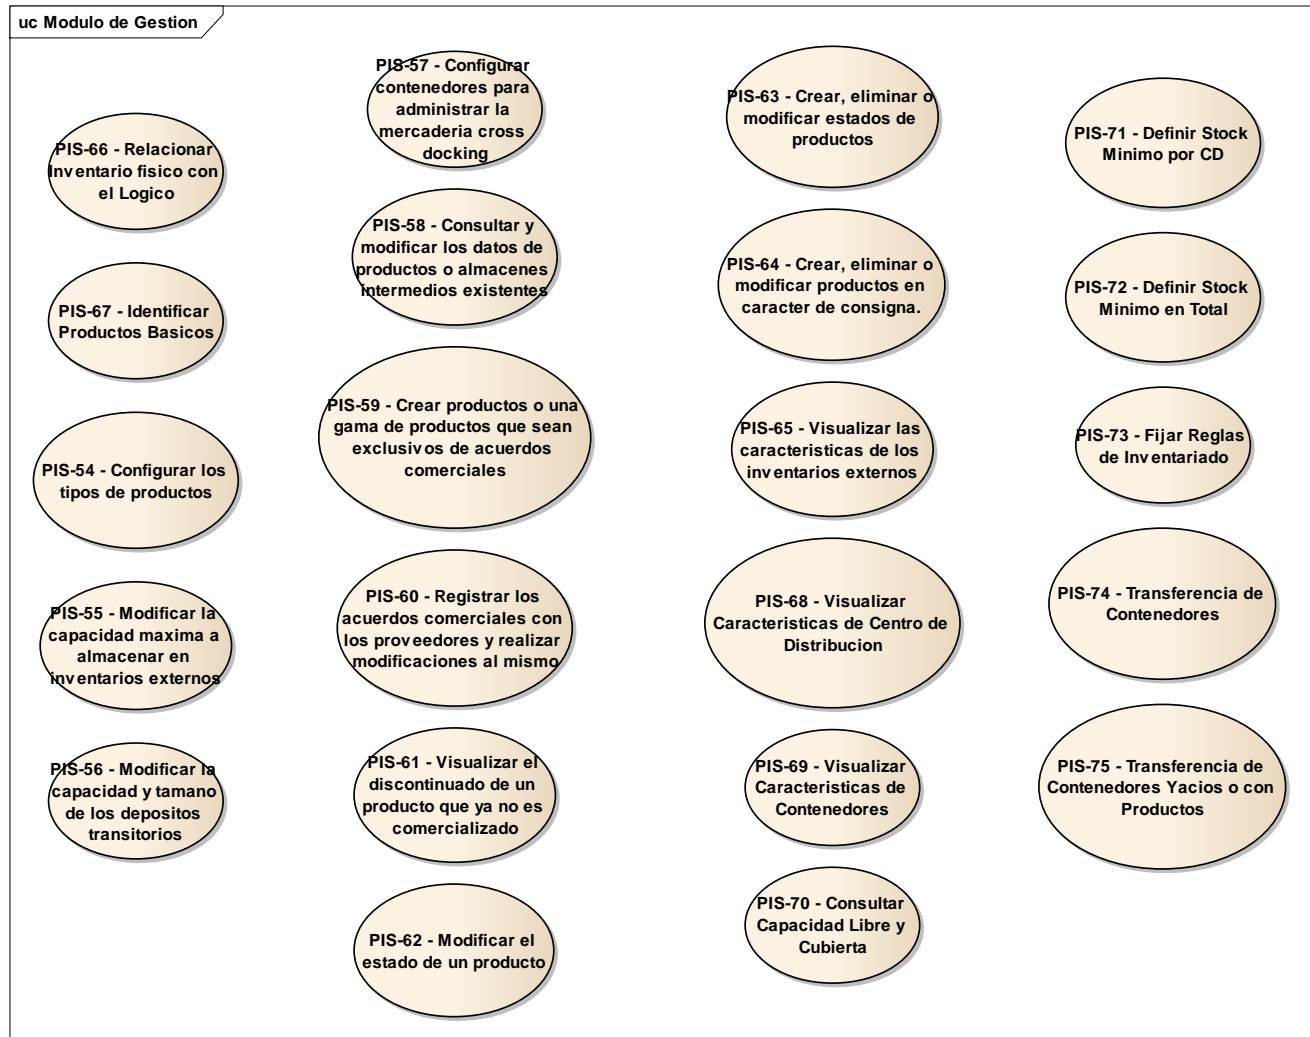 uc Modulo de Gestion
PIS-66 - Relacionar
Inventario fisico con
el Logico
PIS-67 - Identificar
Productos Basicos
PIS-54 - Configurar los
tipos de productos
PIS-55 - Modificar la
capacidad maxima a
almacenar en
inventarios externos
PIS-56 - Modificar la
capacidad y tamano
de los depositos
transitorios
PIS-57 - Configurar
contenedores para
administrar la
mercaderia cross
docking
PIS-58 - Consultar y
modificar los datos de
productos o almacenes
intermedios existentes
PIS-59 - Crear productos o una
gama de productos que sean
exclusivos de acuerdos
comerciales
PIS-60 - Registrar los
acuerdos comerciales con
los proveedores y realizar
modificaciones al mismo
PIS-61 - Visualizar el
discontinuado de un
producto que ya no es
comercializado
PIS-62 - Modificar el
estado de un producto
PIS-63 - Crear, eliminar o
modificar estados de
productos
PIS-64 - Crear, eliminar o
modificar productos en
caracter de consigna.
PIS-65 - Visualizar las
caracteristicas de los
inventarios externos
PIS-68 - Visualizar
Caracteristicas de Centro de
Distribucion
PIS-69 - Visualizar
Caracteristicas de
Contenedores
PIS-70 - Consultar
Capacidad Libre y
Cubierta
PIS-71 - Definir Stock
Minimo por CD
PIS-72 - Definir Stock
Minimo en Total
PIS-73 - Fijar Reglas
de Inventariado
PIS-74 - Transferencia de
Contenedores
PIS-75 - Transferencia de
Contenedores Yacios o con
Productos